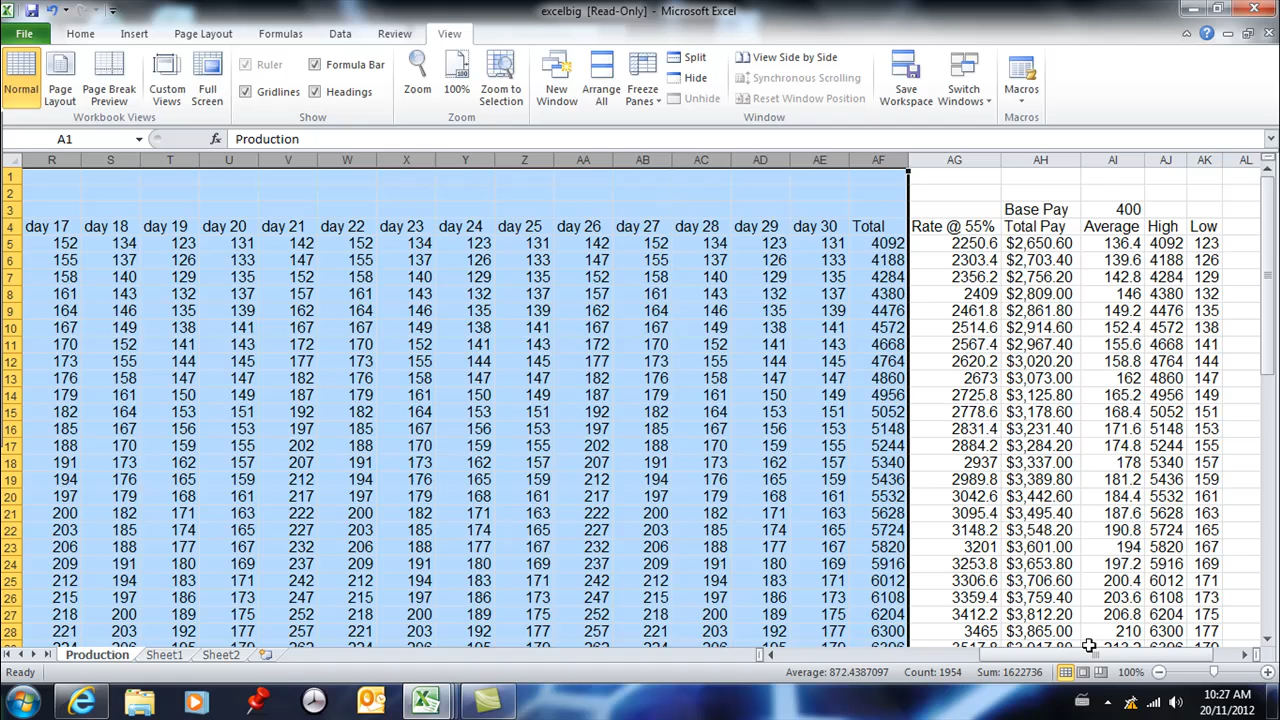 excelbig [Read-Only] - Microsoft Excel
File Home Insert Page Layout Formulas Data Review View
Normal Page Layout Page Break Preview Custom Views Full Screen
Workbook Views
Ruler Formula Bar
Gridlines Headings
Show
Zoom 100% Zoom to Selection
Zoom
New Window Arrange All Freeze Panes
Split View Side by Side
Hide Synchronous Scrolling
Unhide Reset Window Position
Window
Save Workspace Switch Windows
Macros
Macros
A1 fx Production
R S T U V W X Y Z AA AB AC AD AE AF AG AH AI AJ AK AL
1
2
3 Base Pay 400
4 day 17 day 18 day 19 day 20 day 21 day 22 day 23 day 24 day 25 day 26 day 27 day 28 day 29 day 30 Total Rate @ 55% Total Pay Average High Low
5 152 134 123 131 142 152 134 123 131 142 152 134 123 131 4092 2250.6 $2,650.60 136.4 4092 123
6 155 137 126 133 147 155 137 126 133 147 155 137 126 133 4188 2303.4 $2,703.40 139.6 4188 126
7 158 140 129 135 152 158 140 129 135 152 158 140 129 135 4284 2356.2 $2,756.20 142.8 4284 129
8 161 143 132 137 157 161 143 132 137 157 161 143 132 137 4380 2409 $2,809.00 146 4380 132
9 164 146 135 139 162 164 146 135 139 162 164 146 135 139 4476 2461.8 $2,861.80 149.2 4476 135
10 167 149 138 141 167 167 149 138 141 167 167 149 138 141 4572 2514.6 $2,914.60 152.4 4572 138
11 170 152 141 143 172 170 152 141 143 172 170 152 141 143 4668 2567.4 $2,967.40 155.6 4668 141
12 173 155 144 145 177 173 155 144 145 177 173 155 144 145 4764 2620.2 $3,020.20 158.8 4764 144
13 176 158 147 147 182 176 158 147 147 182 176 158 147 147 4860 2673 $3,073.00 162 4860 147
14 179 161 150 149 187 179 161 150 149 187 179 161 150 149 4956 2725.8 $3,125.80 165.2 4956 149
15 182 164 153 151 192 182 164 153 151 192 182 164 153 151 5052 2778.6 $3,178.60 168.4 5052 151
16 185 167 156 153 197 185 167 156 153 197 185 167 156 153 5148 2831.4 $3,231.40 171.6 5148 153
17 188 170 159 155 202 188 170 159 155 202 188 170 159 155 5244 2884.2 $3,284.20 174.8 5244 155
18 191 173 162 157 207 191 173 162 157 207 191 173 162 157 5340 2937 $3,337.00 178 5340 157
19 194 176 165 159 212 194 176 165 159 212 194 176 165 159 5436 2989.8 $3,389.80 181.2 5436 159
20 197 179 168 161 217 197 179 168 161 217 197 179 168 161 5532 3042.6 $3,442.60 184.4 5532 161
21 200 182 171 163 222 200 182 171 163 222 200 182 171 163 5628 3095.4 $3,495.40 187.6 5628 163
22 203 185 174 165 227 203 185 174 165 227 203 185 174 165 5724 3148.2 $3,548.20 190.8 5724 165
23 206 188 177 167 232 206 188 177 167 232 206 188 177 167 5820 3201 $3,601.00 194 5820 167
24 209 191 180 169 237 209 191 180 169 237 209 191 180 169 5916 3253.8 $3,653.80 197.2 5916 169
25 212 194 183 171 242 212 194 183 171 242 212 194 183 171 6012 3306.6 $3,706.60 200.4 6012 171
26 215 197 186 173 247 215 197 186 173 247 215 197 186 173 6108 3359.4 $3,759.40 203.6 6108 173
27 218 200 189 175 252 218 200 189 175 252 218 200 189 175 6204 3412.2 $3,812.20 206.8 6204 175
28 221 203 192 177 257 221 203 192 177 257 221 203 192 177 6300 3465 $3,865.00 210 6300 177
Production Sheet1 Sheet2
Ready Average: 872.4387097 Count: 1954 Sum: 1622736 100%
10:27 AM
20/11/2012